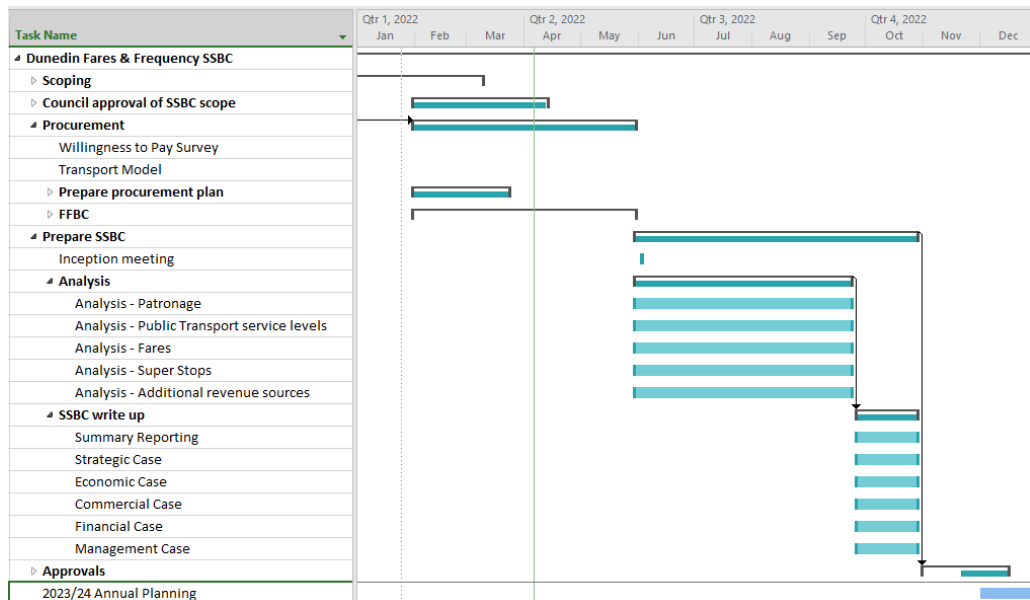 Qtr 1, 2022 Qtr 2, 2022 Qtr 3, 2022 Qtr 4, 2022
Task Name Jan Feb Mar Apr May Jun Jul Aug Sep Oct Nov Dec
Dunedin Fares & Frequency SSBC
Scoping
Council approval of SSBC scope
Procurement
Willingness to Pay Survey
Transport Model
Prepare procurement plan
FFBC
Prepare SSBC
Inception meeting
Analysis
Analysis - Patronage
Analysis - Public Transport service levels
Analysis - Fares
Analysis - Super Stops
Analysis - Additional revenue sources
SSBC write up
Summary Reporting
Strategic Case
Economic Case
Commercial Case
Financial Case
Management Case
Approvals
2023/24 Annual Planning